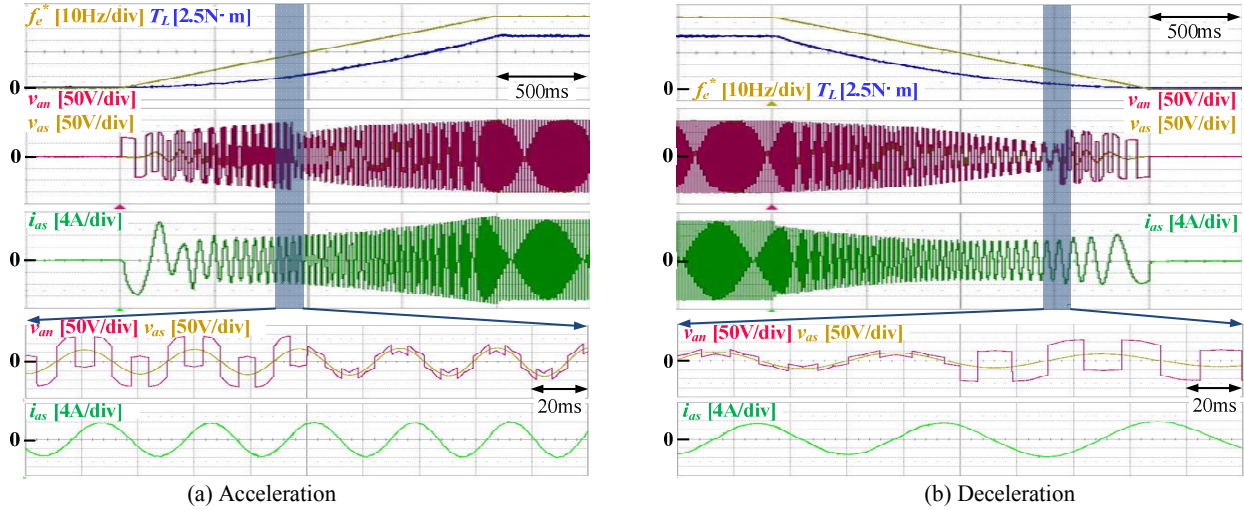 fe* [10Hz/div] TL [2.5N·m]
0
500ms
van [50V/div]
vas [50V/div]
0
ias [4A/div]
0
van [50V/div] vas [50V/div]
0
20ms
ias [4A/div]
0
(a) Acceleration
500ms
0
fe* [10Hz/div] TL [2.5N·m]
van [50V/div]
vas [50V/div]
0
ias [4A/div]
0
van [50V/div] vas [50V/div]
0
20ms
ias [4A/div]
0
(b) Deceleration